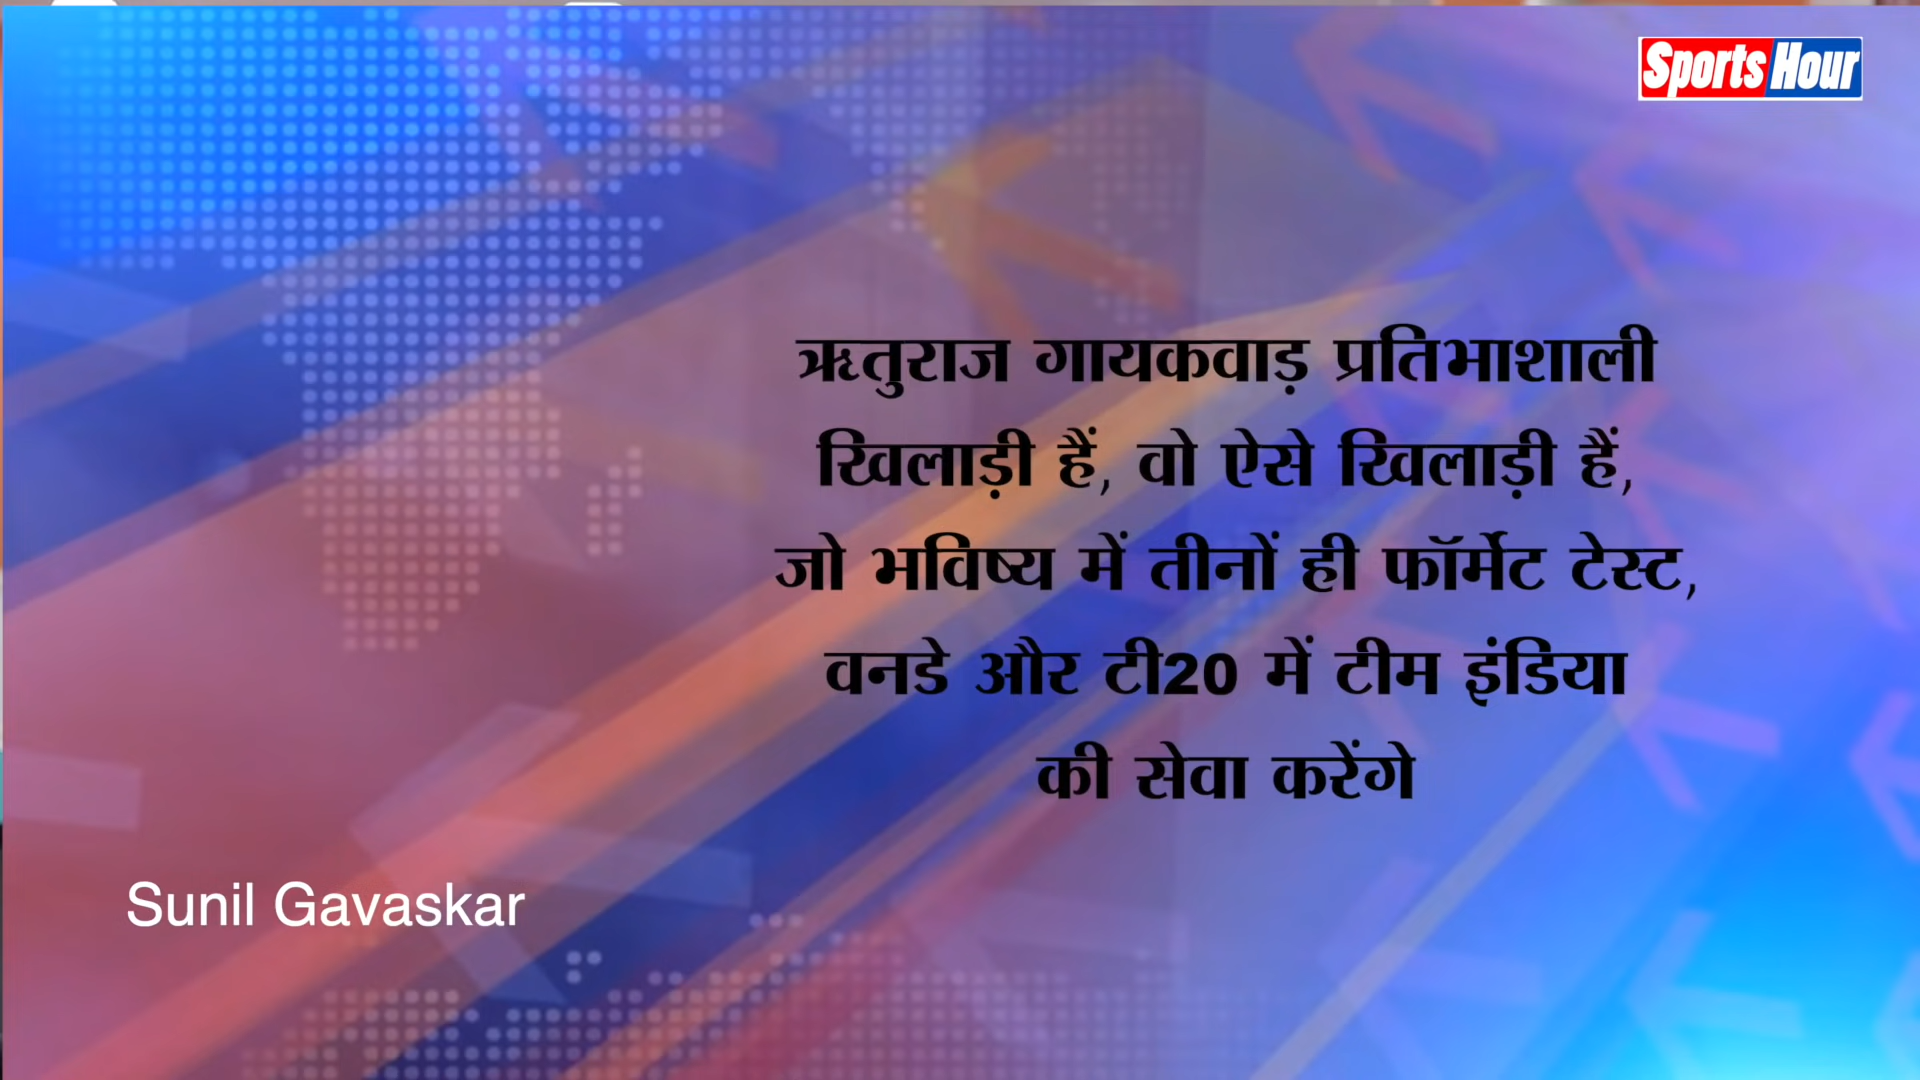 Sports Hour
ऋतुराज गायकवाड़ प्रतिभाशाली
खिलाड़ी हैं, वो ऐसे खिलाड़ी हैं,
जो भविष्य में तीनों ही फॉर्मेट टेस्ट,
वनडे और टी20 में टीम इंडिया
की सेवा करेंगे
Sunil Gavaskar